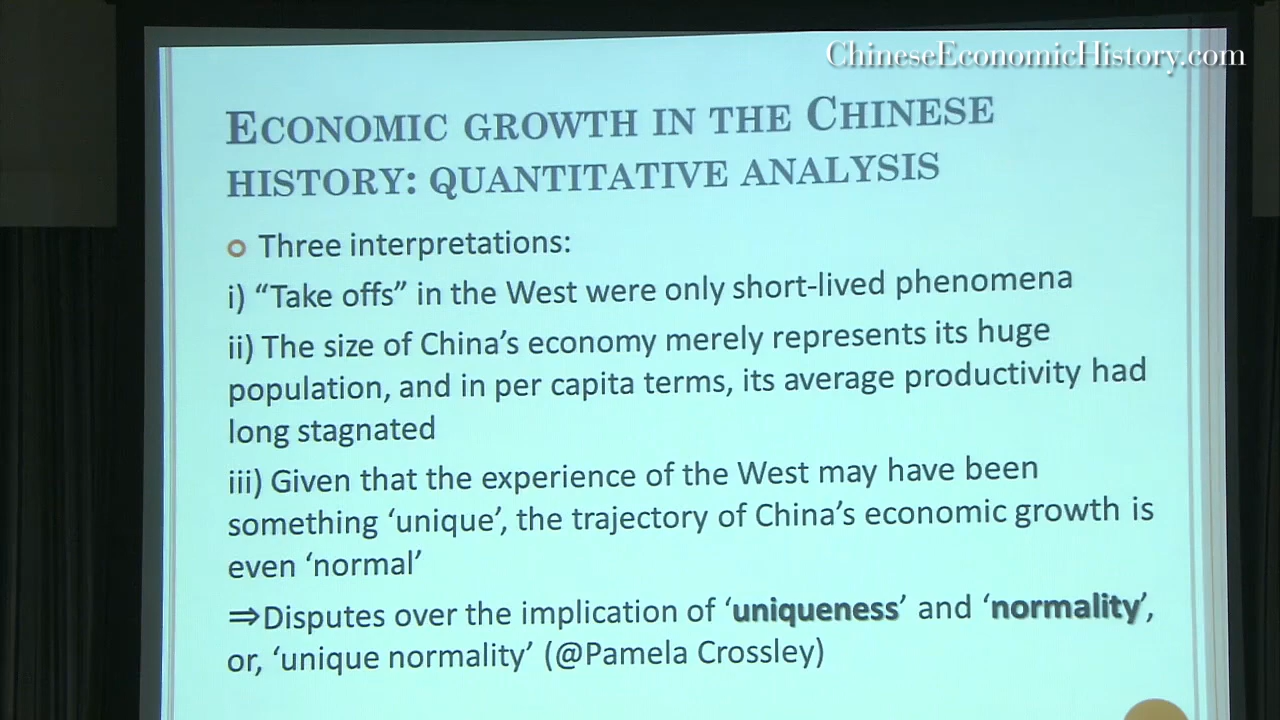 ChineseEconomicHistory.com
ECONOMIC GROWTH IN THE CHINESE
HISTORY: QUANTITATIVE ANALYSIS
Three interpretations:
i) “Take offs” in the West were only short-lived phenomena
ii) The size of China’s economy merely represents its huge
population, and in per capita terms, its average productivity had
long stagnated
iii) Given that the experience of the West may have been
something ‘unique’, the trajectory of China’s economic growth is
even ‘normal’
⇒Disputes over the implication of ‘uniqueness’ and ‘normality’,
or, ‘unique normality’ (@Pamela Crossley)